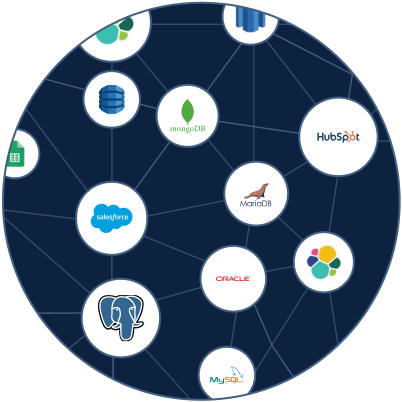 mongoDB
HubSpot
salesforce
MariaDB
ORACLE
MySQL